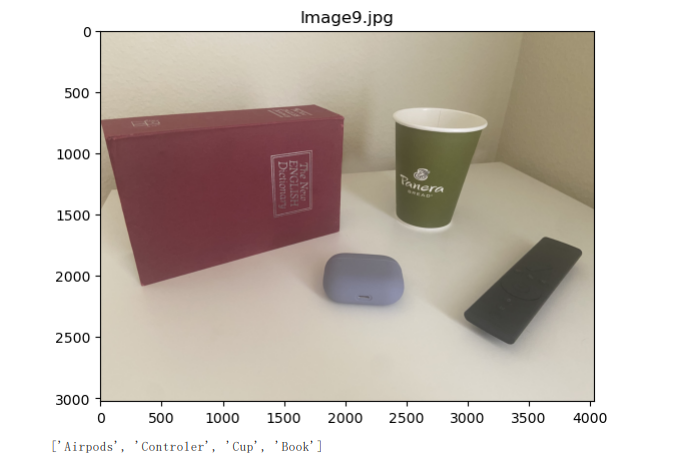 Image9.jpg
0
500
1000
1500
2000
2500
3000
The New
ENGLISH
Dictionary
Panera
BREAD
0 500 1000 1500 2000 2500 3000 3500 4000
['Airpods', 'Controler', 'Cup', 'Book']